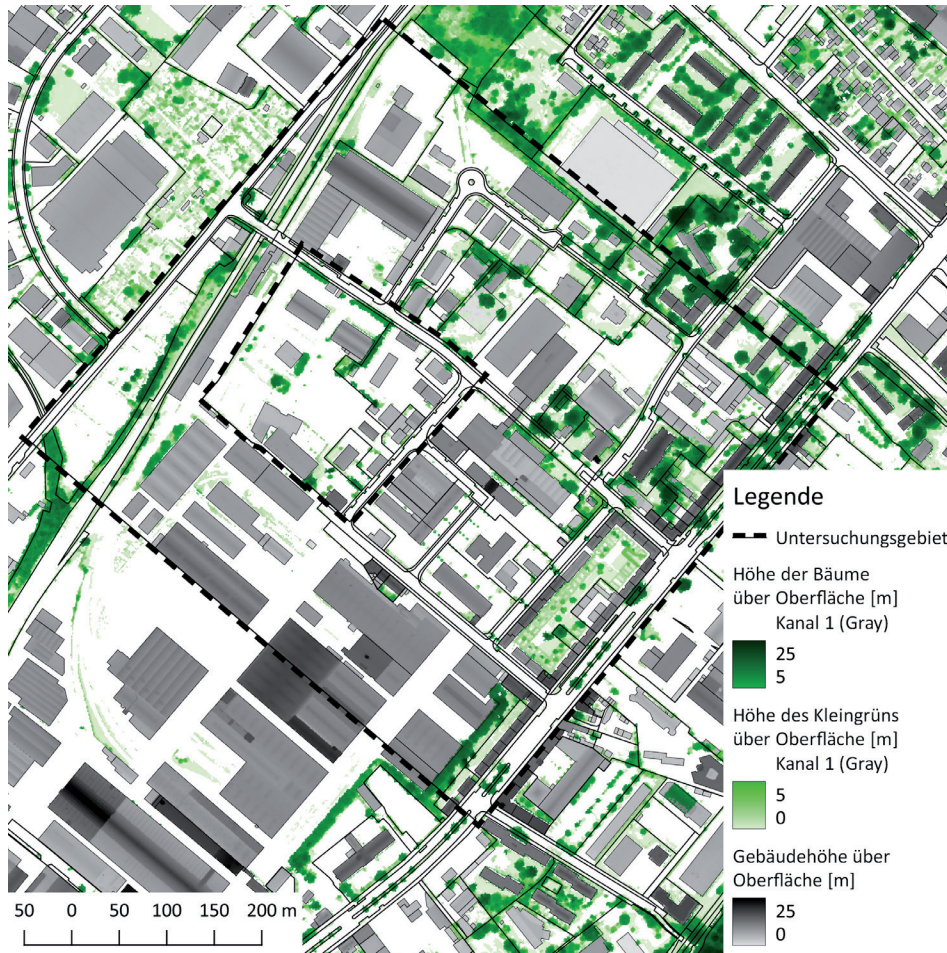 Legende
Untersuchungsgebiet
Höhe der Bäume
über Oberfläche [m]
Kanal 1 (Gray)
25
5
Höhe des Kleingrüns
über Oberfläche [m]
Kanal 1 (Gray)
5
0
Gebäudehöhe über
Oberfläche [m]
25
0
50 0 50 100 150 200 m